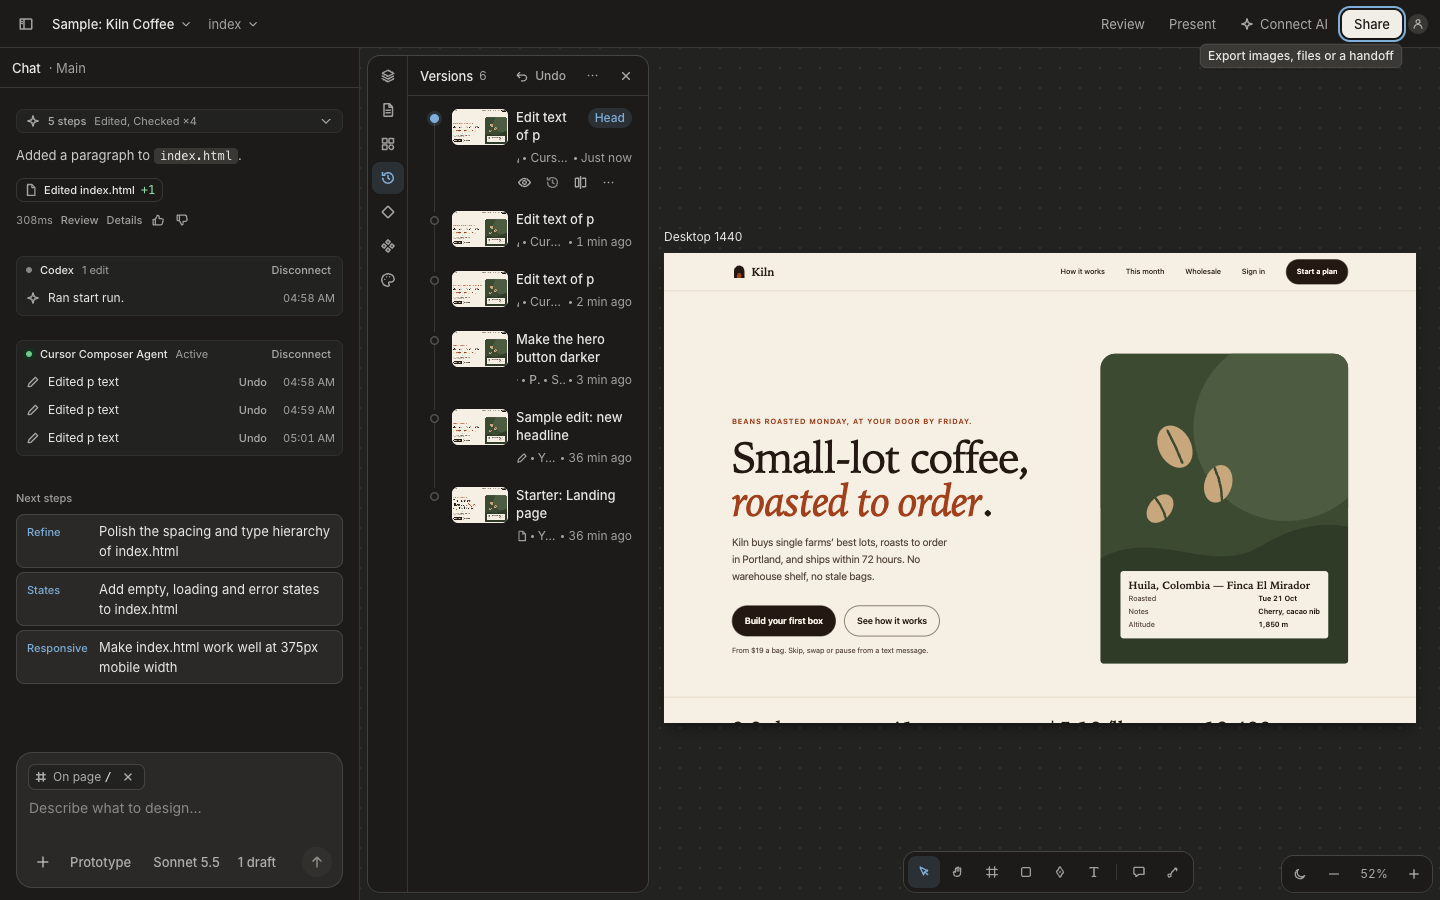 Sample: Kiln Coffee
index
Review
Present
Connect AI
Share
Export images, files or a handoff
Chat · Main
5 steps Edited, Checked ×4
Added a paragraph to index.html.
Edited index.html +1
308ms Review Details
Codex 1 edit Disconnect
Ran start run. 04:58 AM
Cursor Composer Agent Active Disconnect
Edited p text Undo 04:58 AM
Edited p text Undo 04:59 AM
Edited p text Undo 05:01 AM
Next steps
Refine Polish the spacing and type hierarchy
of index.html
States Add empty, loading and error states
to index.html
Responsive Make index.html work well at 375px
mobile width
On page /
Describe what to design...
Prototype Sonnet 5.5 1 draft
Versions 6 Undo
Edit text
of p
Head
• Curs... • Just now
Edit text of p
• Cur... • 1 min ago
Edit text of p
• Cur... • 2 min ago
Make the hero
button darker
• P. • S.. • 3 min ago
Sample edit: new
headline
• Y... • 36 min ago
Starter: Landing
page
• Y... • 36 min ago
Desktop 1440
Kiln
How it works This month Wholesale Sign in Start a plan
BEANS ROASTED MONDAY, AT YOUR DOOR BY FRIDAY.
Small-lot coffee,
roasted to order.
Kiln buys single farms' best lots, roasts to order
in Portland, and ships within 72 hours. No
warehouse shelf, no stale bags.
Build your first box See how it works
From $19 a bag. Skip, swap or pause from a text message.
Huila, Colombia — Finca El Mirador
Roasted Tue 21 Oct
Notes Cherry, cacao nib
Altitude 1,850 m
52%